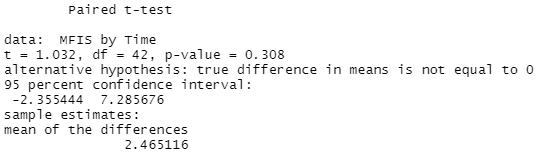 Paired t-test
data:  MFIS by Time
t = 1.032, df = 42, p-value = 0.308
alternative hypothesis: true difference in means is not equal to 0
95 percent confidence interval:
-2.355444  7.285676
sample estimates:
mean of the differences
2.465116